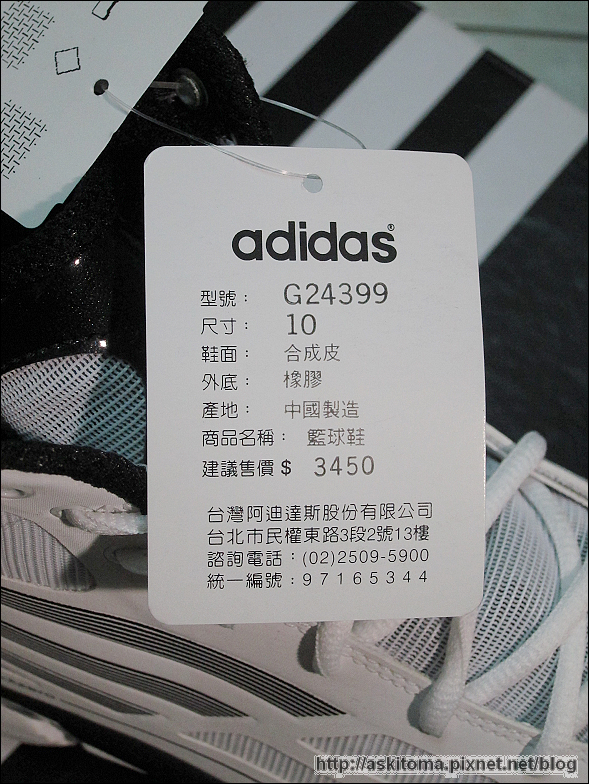 adidas®
型號： G24399
尺寸： 10
鞋面： 合成皮
外底： 橡膠
產地： 中國製造
商品名稱： 籃球鞋
建議售價 $ 3450
台灣阿迪達斯股份有限公司
台北市民權東路3段2號13樓
諮詢電話：(02)2509-5900
統一編號：97165344
http://askitoma.pixnet.net/blog